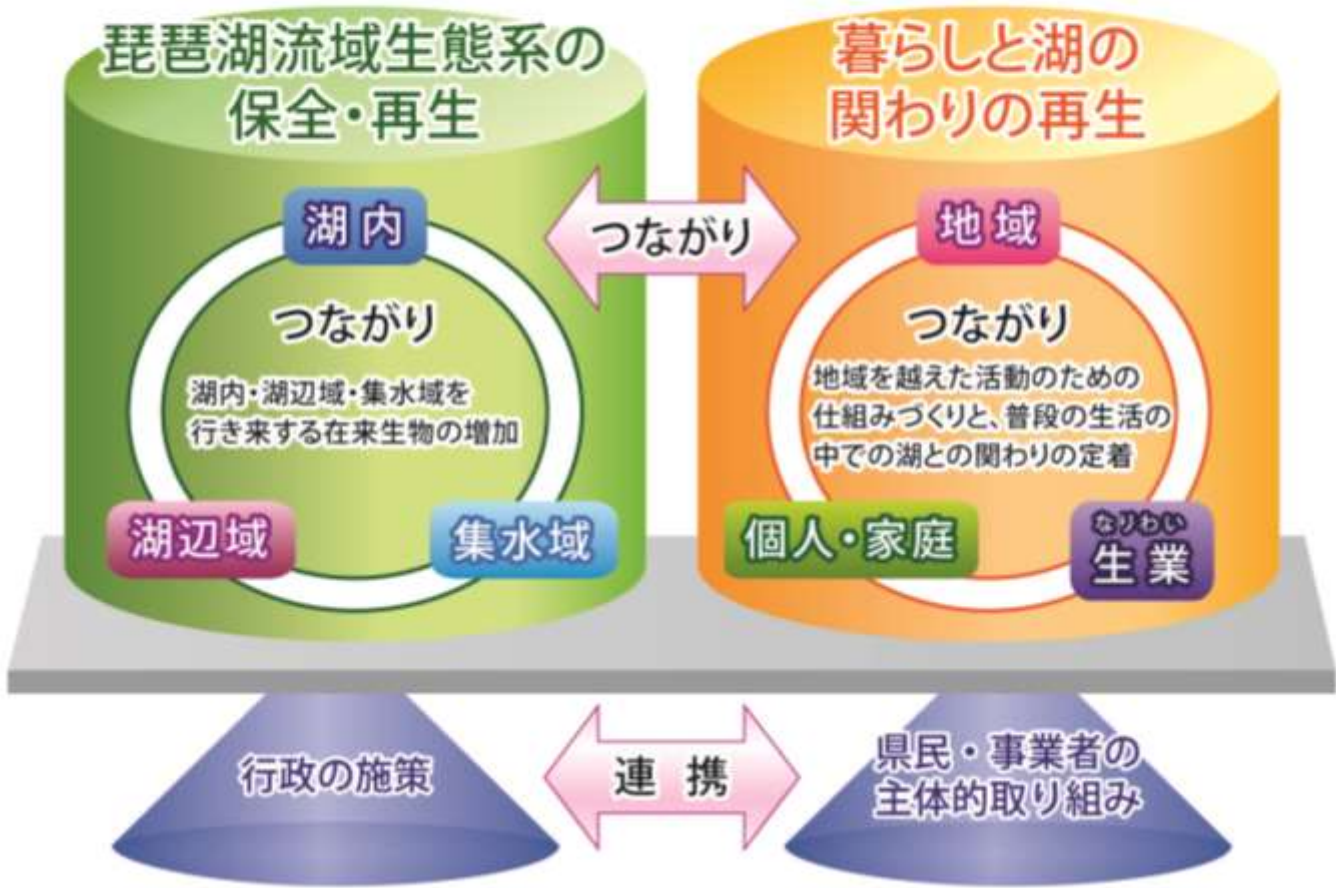 琵琶湖流域生態系の
保全・再生
湖内
つながり
湖内・湖辺域・集水域を
行き来する在来生物の増加
湖辺域
集水域
つながり
暮らしと湖の
関わりの再生
地域
つながり
地域を越えた活動のための
仕組みづくりと、普段の生活の
中での湖との関わりの定着
個人・家庭
なりわい
生業
行政の施策
連携
県民・事業者の
主体的取り組み